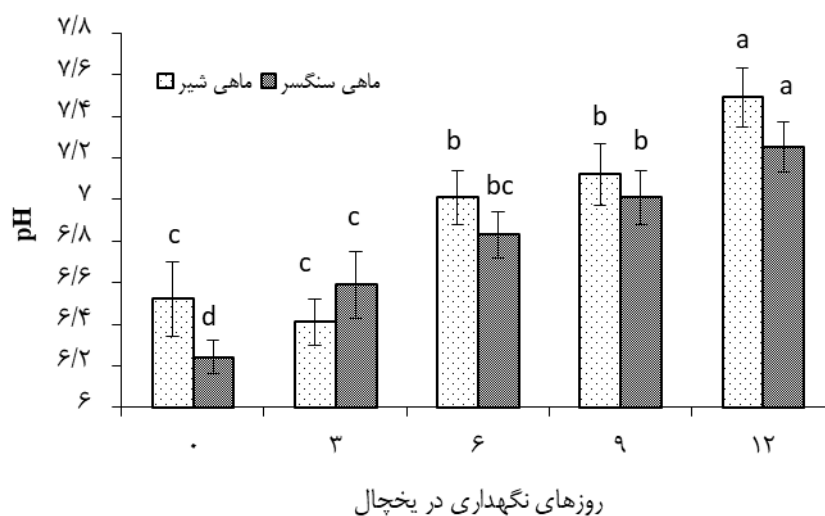 ۷/۸
۷/۶
۷/۴
۷/۲
۷
۶/۸
۶/۶
۶/۴
۶/۲
۶
pH
ماهی شیر ماهی سنگسر
c d
c c
b bc
b b
a a
۰ ۳ ۶ ۹ ۱۲
روزهای نگهداری در یخچال